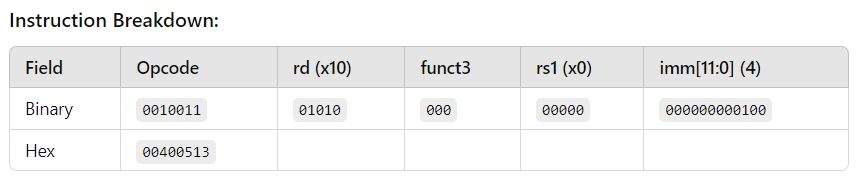 Instruction Breakdown:
Field Opcode rd (x10) funct3 rs1 (x0) imm[11:0] (4)
Binary 0010011 01010 000 00000 000000000100
Hex 00400513